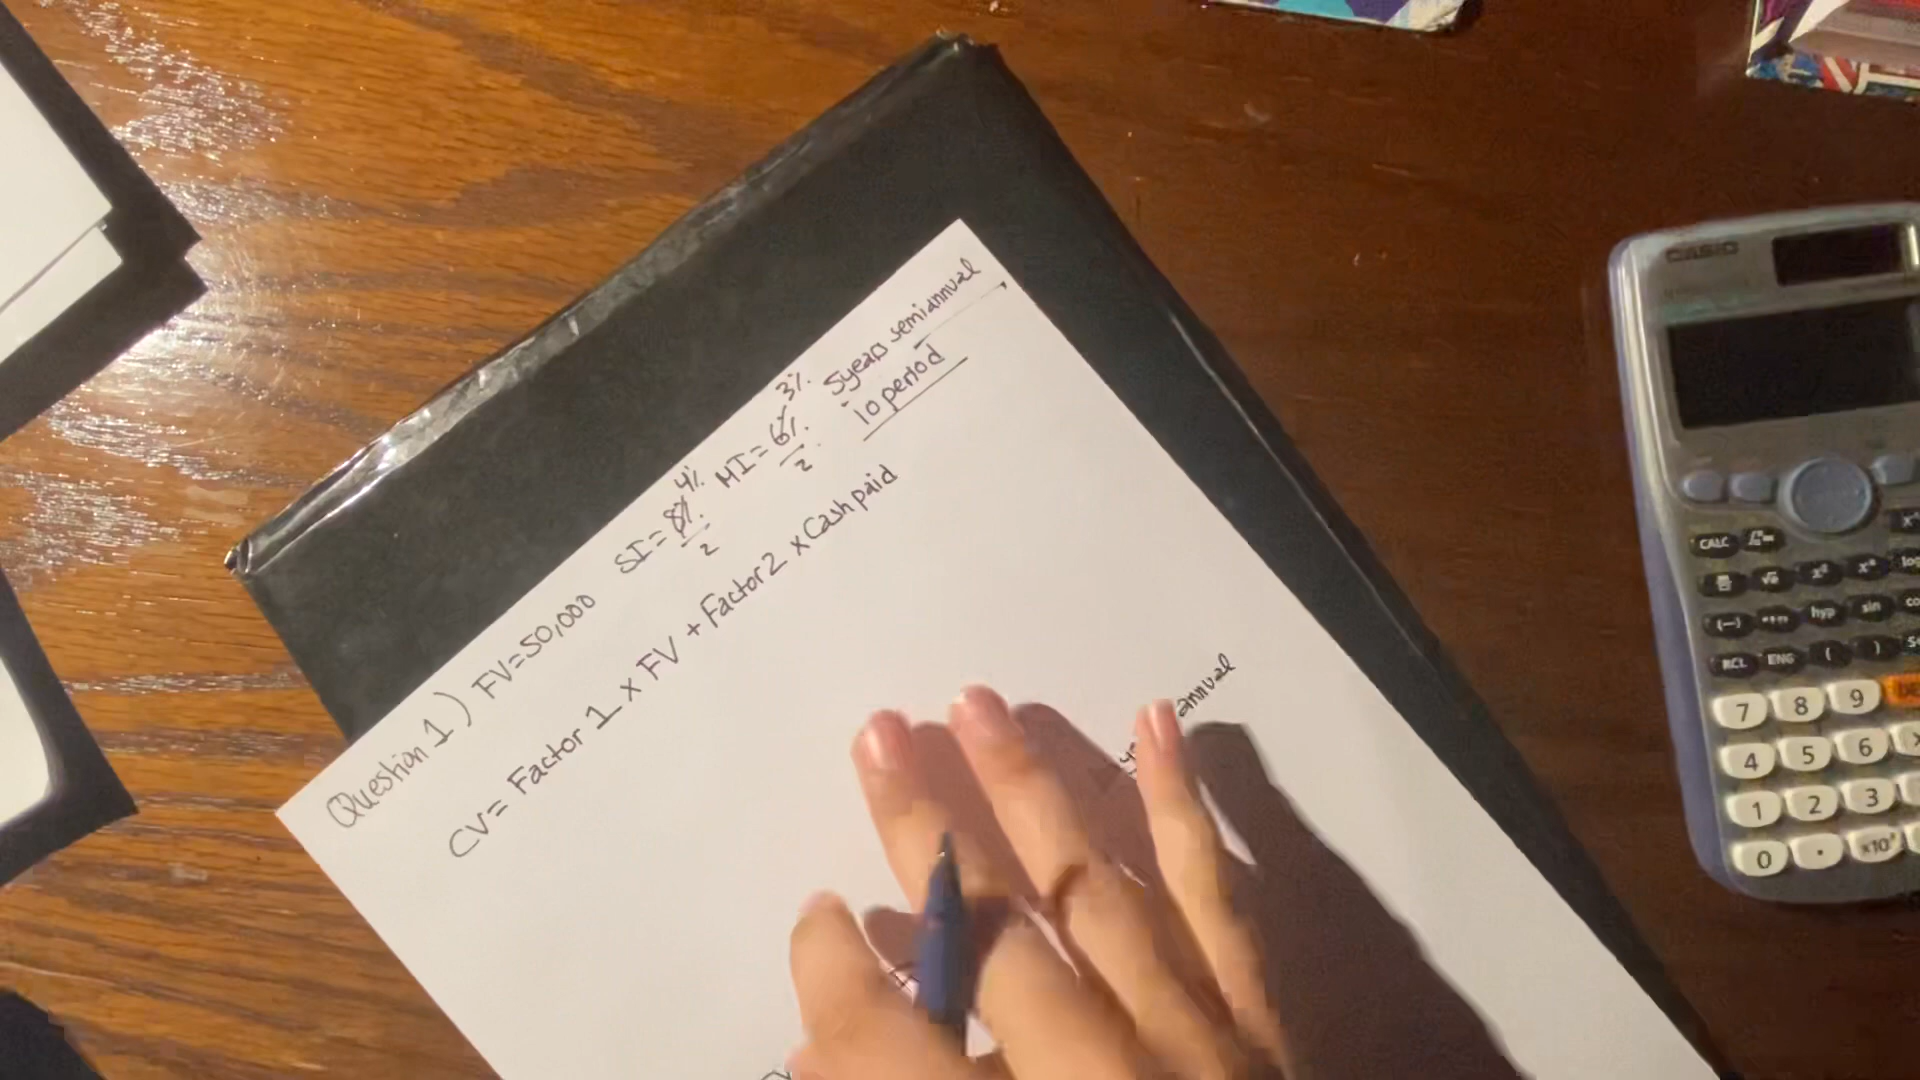 Question 1) FV=50,000 SI=8%/2 4% MI=6%/2 3% 5years semiannual
10 period
CV= Factor 1 x FV + Factor 2 x Cash paid
annual
CASIO
CALC
hyp sin
RCL ENG ( )
7 8 9
4 5 6
1 2 3
0 . x10ˣ